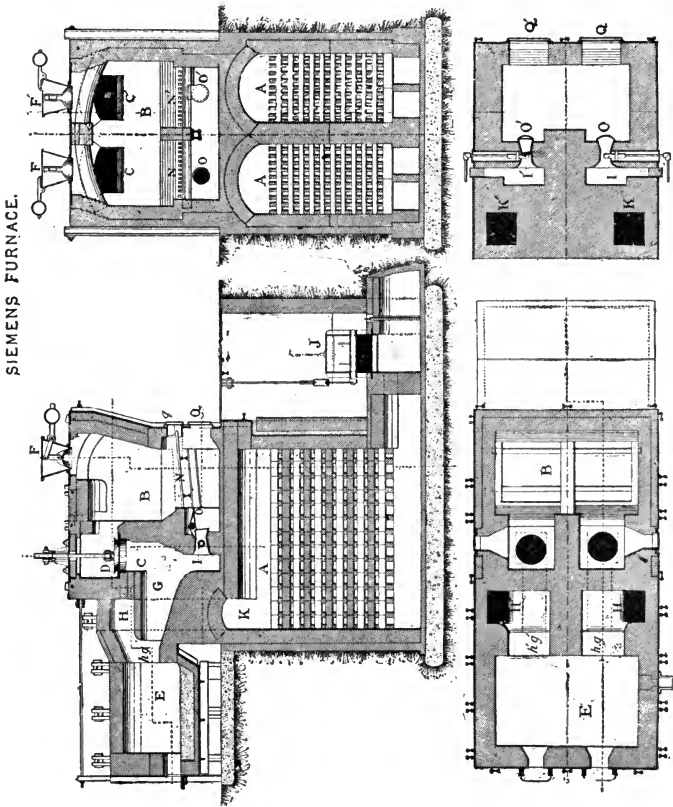 SIEMENS FURNACE.
F F'
C C'
B
N N'
O O'
A A
Q Q'
O O'
I I'
K K'
F
D
C
B
H
G
N
q
Q
O
I
h g
E
K
A
J
B
H H
h' g' h g
E